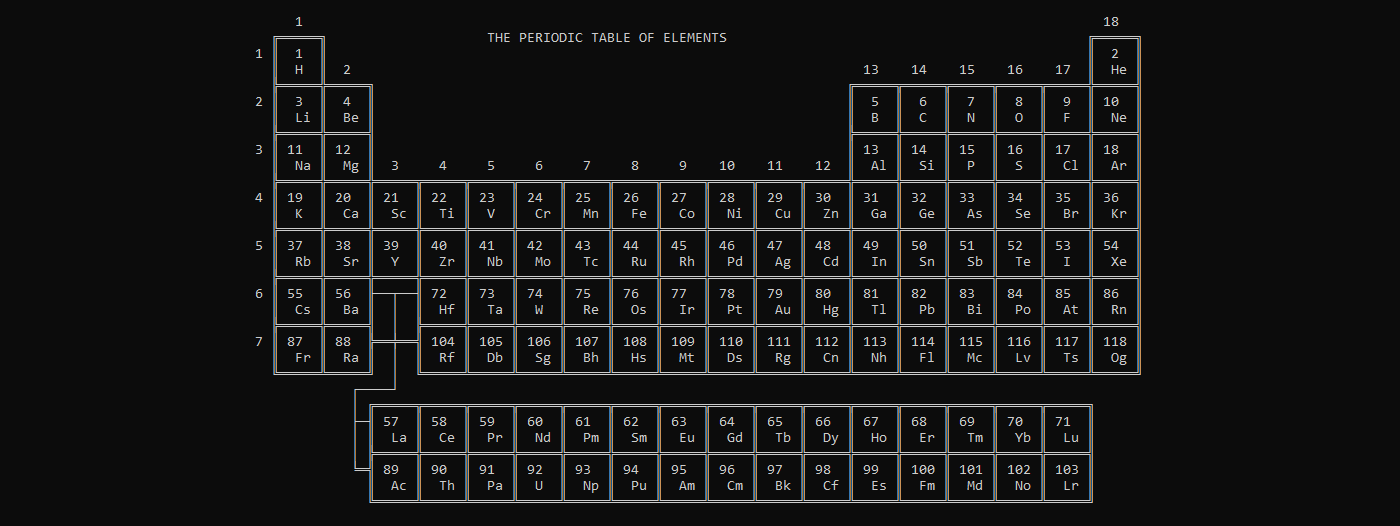 1 18
THE PERIODIC TABLE OF ELEMENTS
1 1 2
H 2 13 14 15 16 17 He
2 3 4 5 6 7 8 9 10
Li Be B C N O F Ne
3 11 12 13 14 15 16 17 18
Na Mg 3 4 5 6 7 8 9 10 11 12 Al Si P S Cl Ar
4 19 20 21 22 23 24 25 26 27 28 29 30 31 32 33 34 35 36
K Ca Sc Ti V Cr Mn Fe Co Ni Cu Zn Ga Ge As Se Br Kr
5 37 38 39 40 41 42 43 44 45 46 47 48 49 50 51 52 53 54
Rb Sr Y Zr Nb Mo Tc Ru Rh Pd Ag Cd In Sn Sb Te I Xe
6 55 56 72 73 74 75 76 77 78 79 80 81 82 83 84 85 86
Cs Ba Hf Ta W Re Os Ir Pt Au Hg Tl Pb Bi Po At Rn
7 87 88 104 105 106 107 108 109 110 111 112 113 114 115 116 117 118
Fr Ra Rf Db Sg Bh Hs Mt Ds Rg Cn Nh Fl Mc Lv Ts Og
57 58 59 60 61 62 63 64 65 66 67 68 69 70 71
La Ce Pr Nd Pm Sm Eu Gd Tb Dy Ho Er Tm Yb Lu
89 90 91 92 93 94 95 96 97 98 99 100 101 102 103
Ac Th Pa U Np Pu Am Cm Bk Cf Es Fm Md No Lr